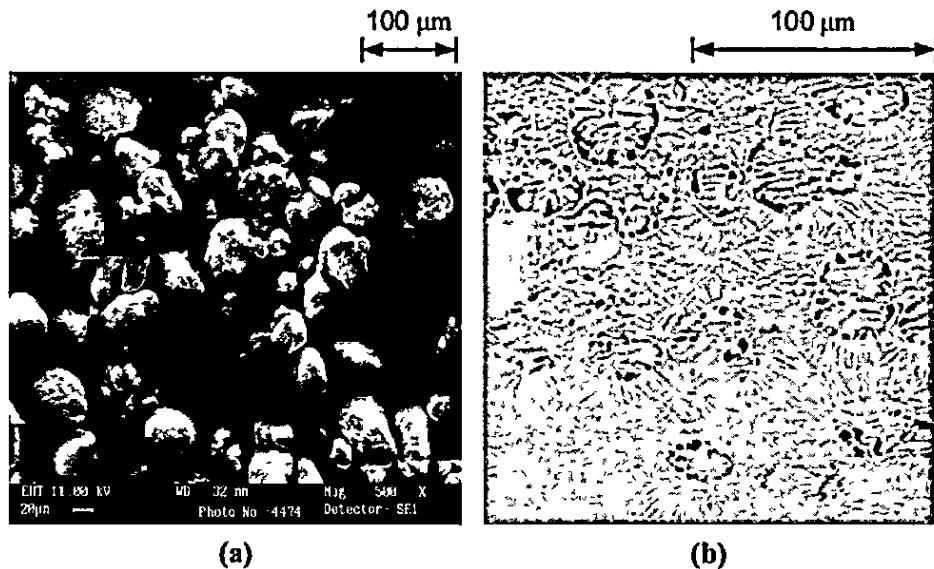 100 µm
100 µm
EHT 11.00 kV
WD 32 mm
Mag 500 X
20µm
Photo No -4474
Detector- SE1
(a)
(b)